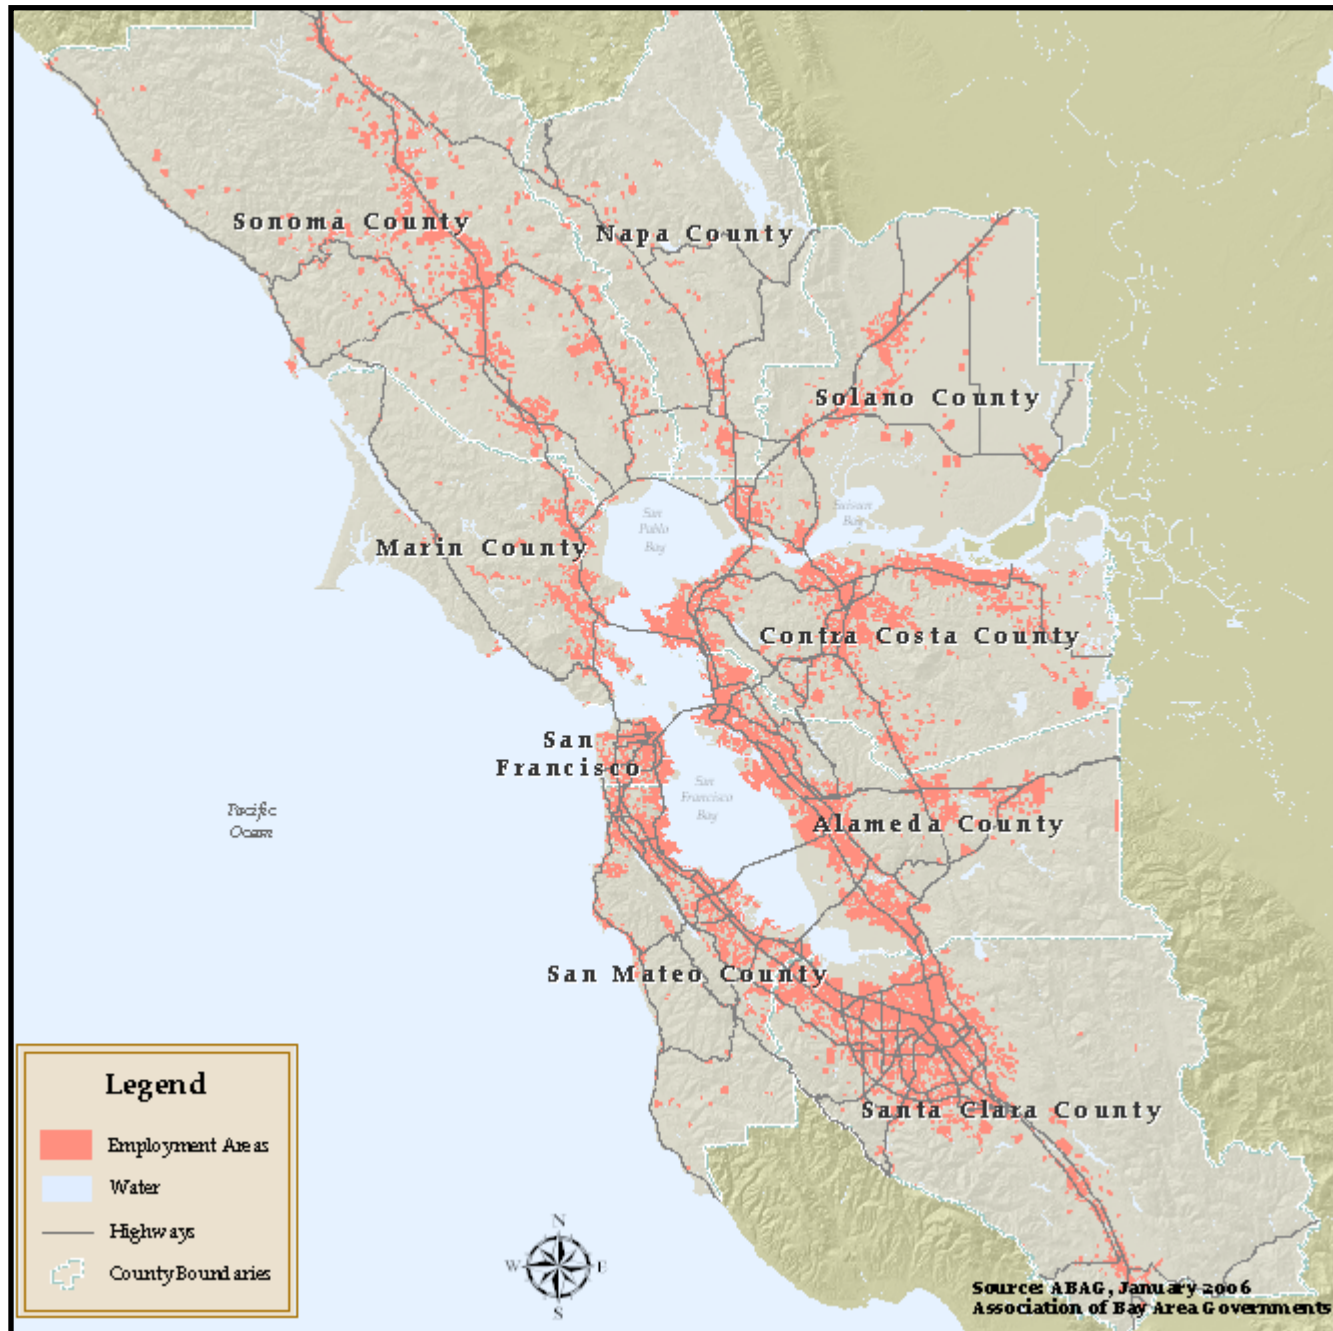 Sonoma County
Napa County
Solano County
San
Pablo
Bay
Suisun
Bay
Marin County
Contra Costa County
San
Francisco
San
Francisco
Bay
Pacific
Ocean
Alameda County
San Mateo County
Santa Clara County
Legend
Employment Areas
Water
Highways
County Boundaries
N
W E
S
Source: ABAG, January 2006
Association of Bay Area Governments